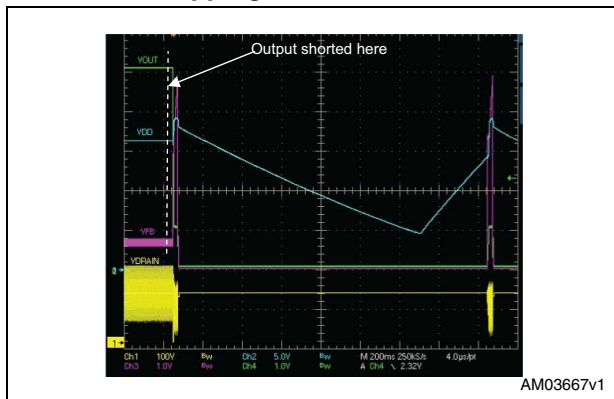 Output shorted here
VOUT
VDD
VFB
VDRAIN
Ch1 100V Bw Ch2 5.0V Bw M 200ms 250kS/s 4.0µs/pt
Ch3 1.0V Bw Ch4 1.0V Bw A Ch4 \ 2.32V
AM03667v1